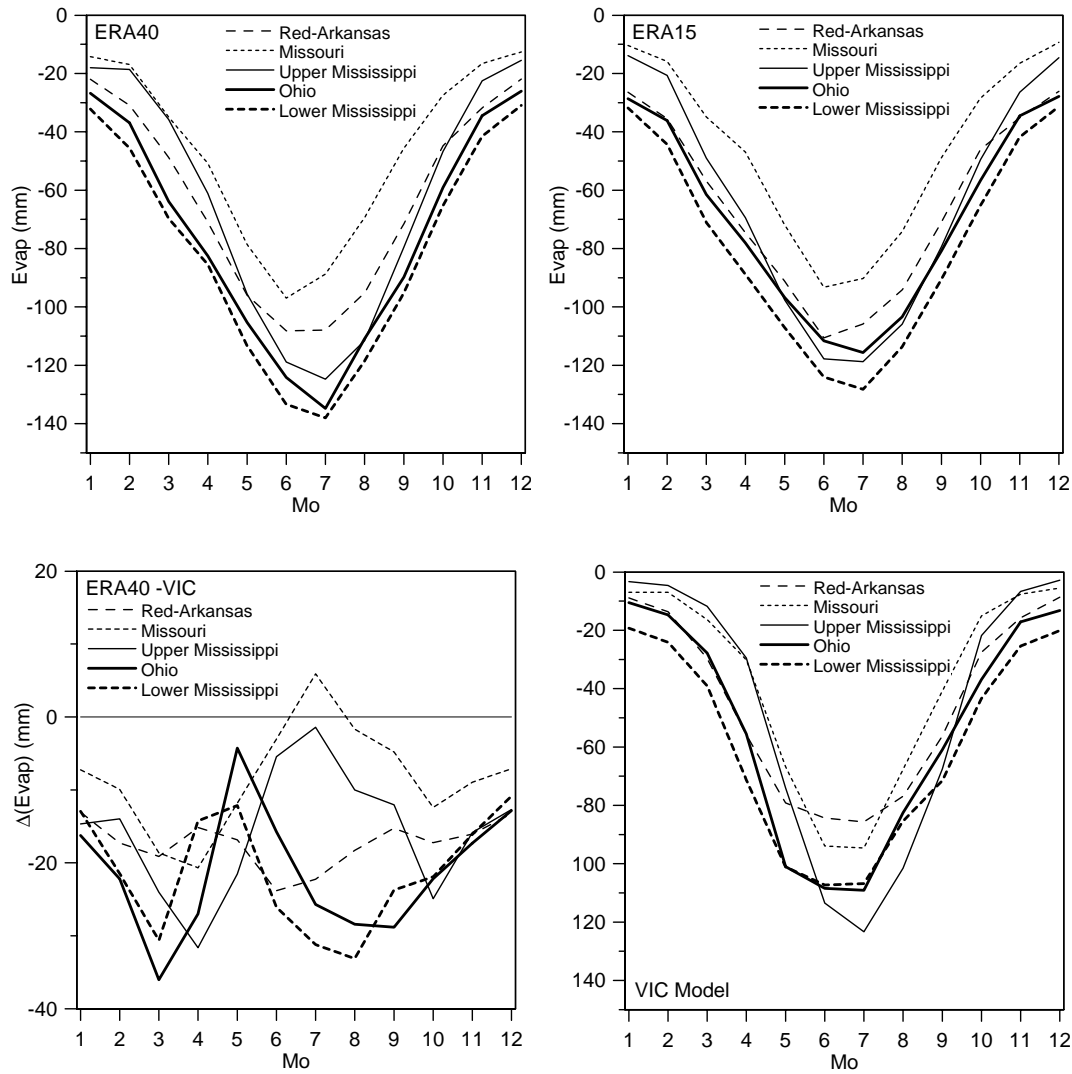 ERA40
Red-Arkansas
Missouri
Upper Mississippi
Ohio
Lower Mississippi
0
-20
-40
-60
-80
-100
-120
-140
Evap (mm)
1 2 3 4 5 6 7 8 9 10 11 12
Mo
ERA15
Red-Arkansas
Missouri
Upper Mississippi
Ohio
Lower Mississippi
0
-20
-40
-60
-80
-100
-120
-140
Evap (mm)
1 2 3 4 5 6 7 8 9 10 11 12
Mo
ERA40 -VIC
Red-Arkansas
Missouri
Upper Mississippi
Ohio
Lower Mississippi
20
0
-20
-40
Δ(Evap) (mm)
1 2 3 4 5 6 7 8 9 10 11 12
Mo
Red-Arkansas
Missouri
Upper Mississippi
Ohio
Lower Mississippi
0
-20
-40
-60
-80
100
120
140
VIC Model
1 2 3 4 5 6 7 8 9 10 11 12
Mo